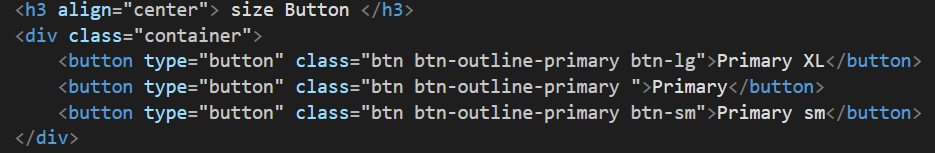 <h3 align="center"> size Button </h3>
<div class="container">
    <button type="button" class="btn btn-outline-primary btn-lg">Primary XL</button>
    <button type="button" class="btn btn-outline-primary ">Primary</button>
    <button type="button" class="btn btn-outline-primary btn-sm">Primary sm</button>
</div>